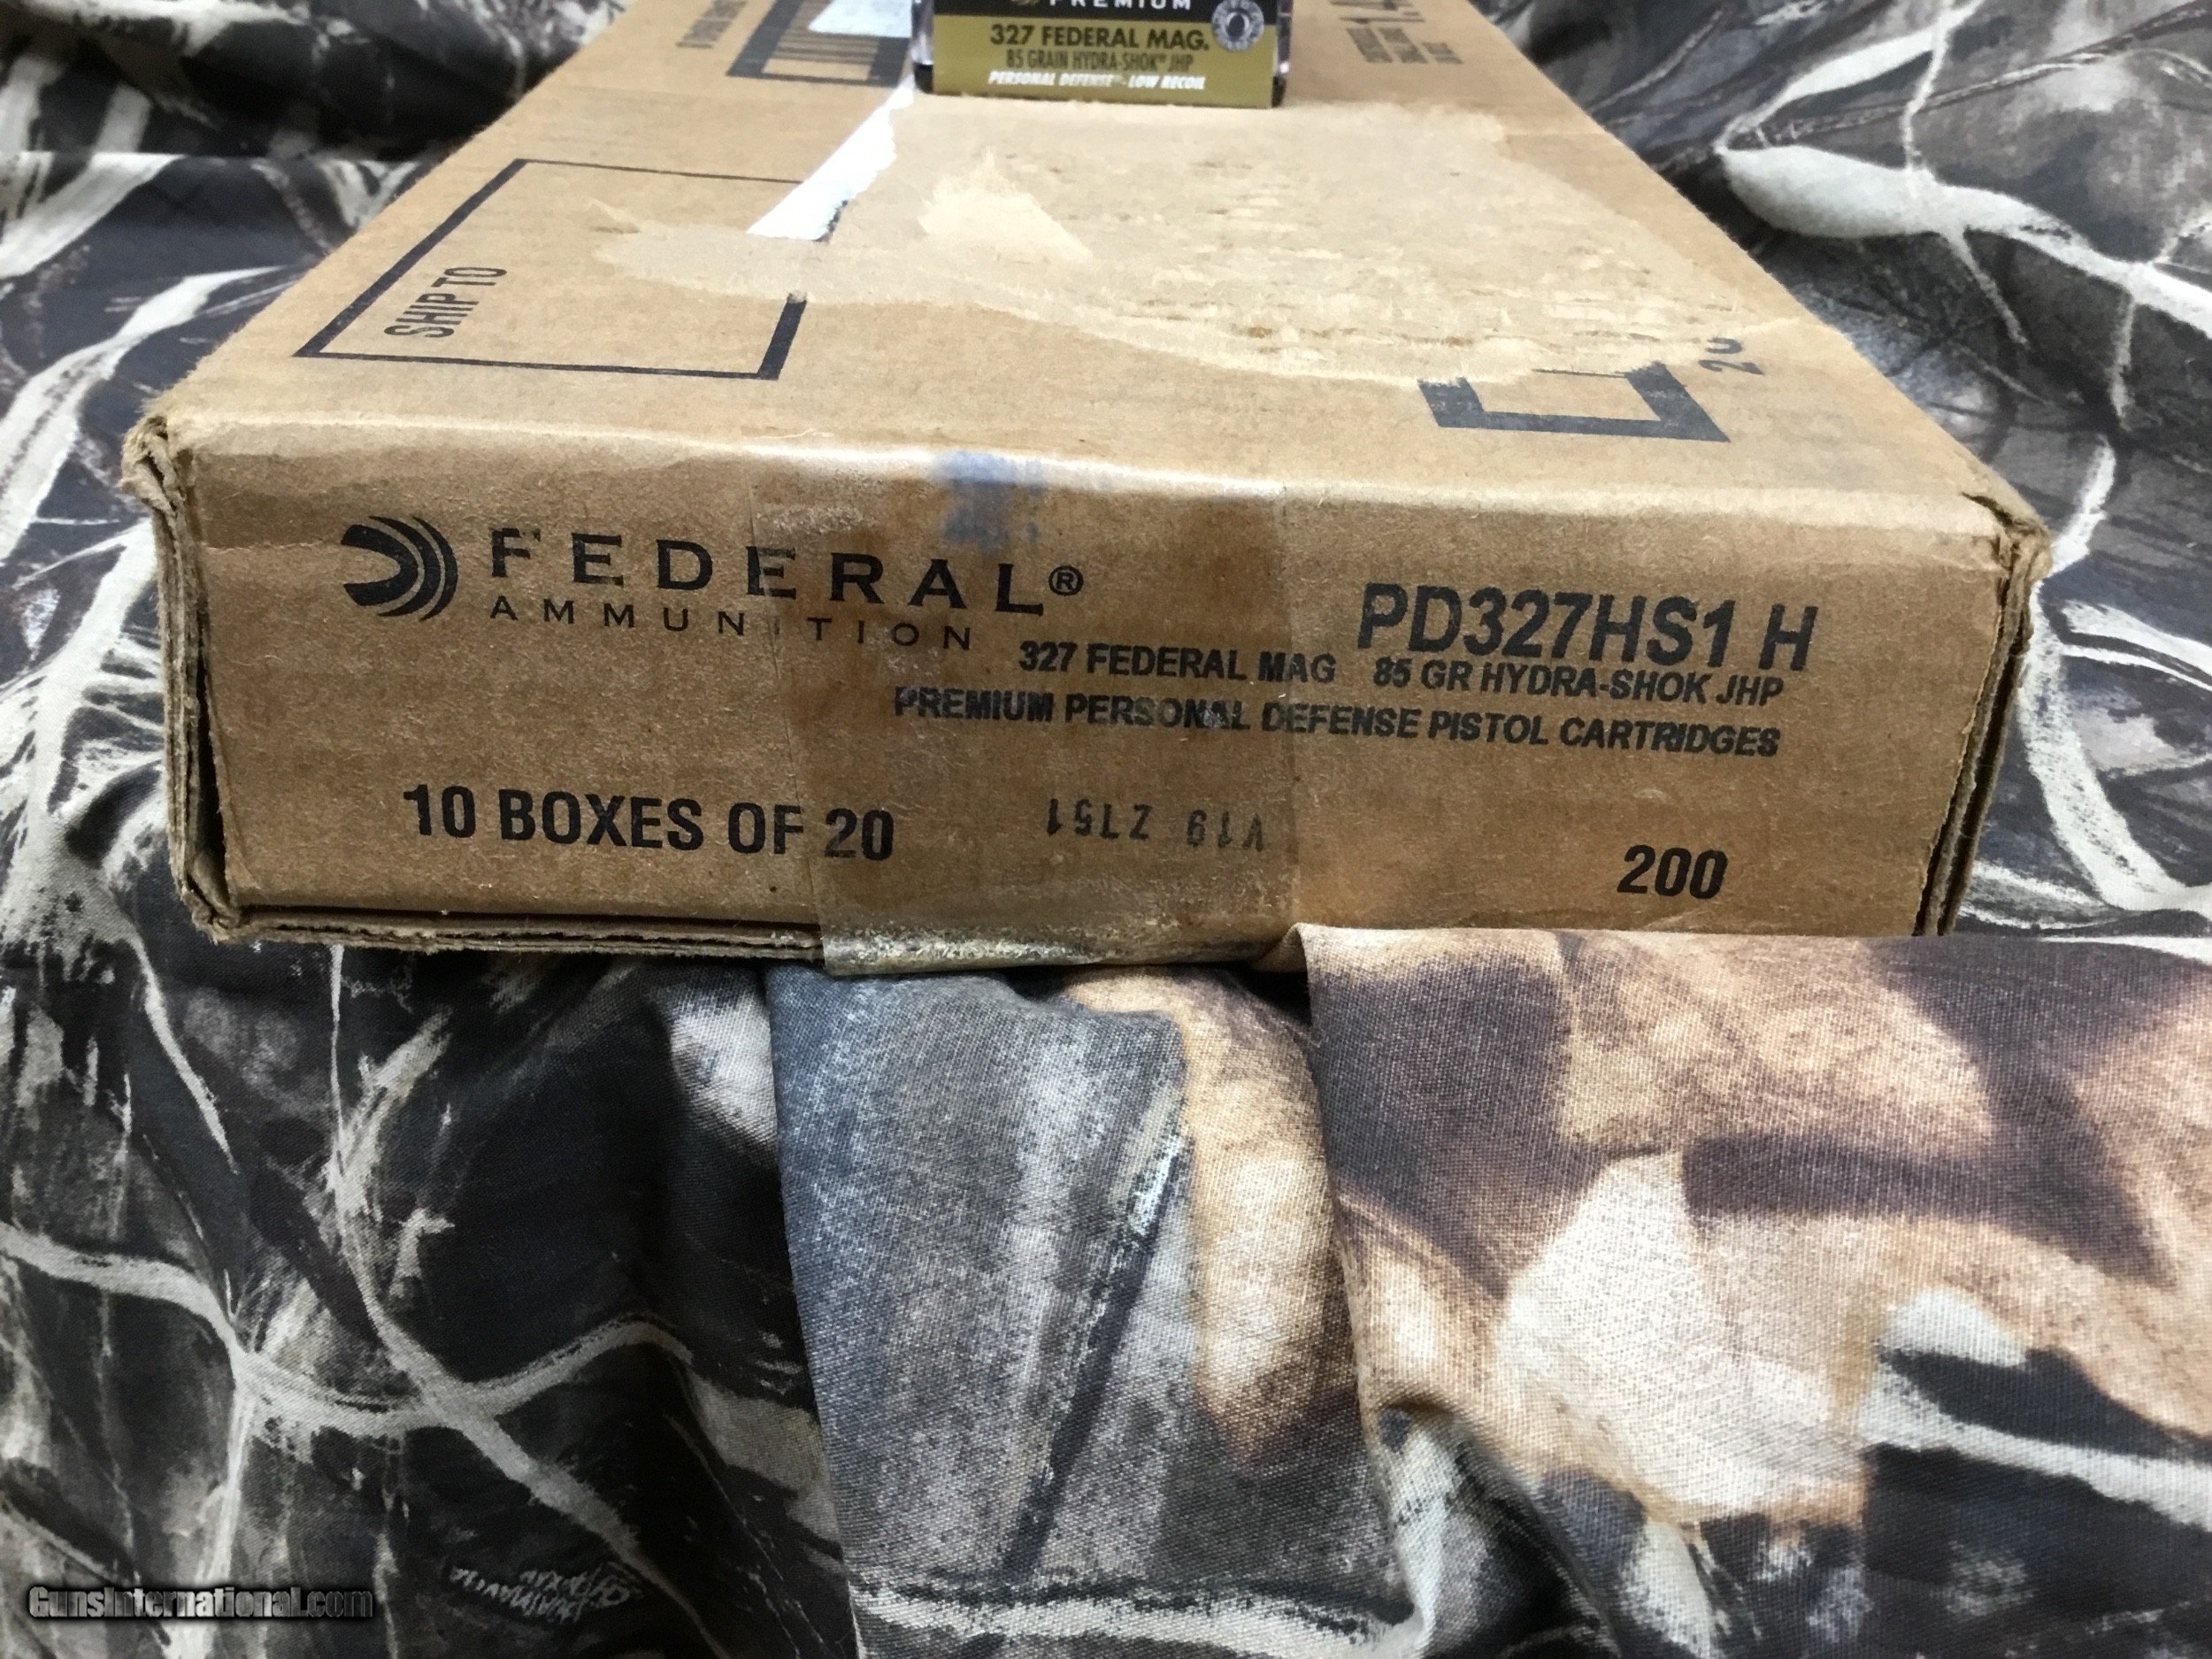 PREMIUM
327 FEDERAL MAG.
85 GRAIN HYDRA-SHOK® JHP
PERSONAL DEFENSE® - LOW RECOIL
SHIP TO
FEDERAL®
AMMUNITION
PD327HS1 H
327 FEDERAL MAG 85 GR HYDRA-SHOK JHP
PREMIUM PERSONAL DEFENSE PISTOL CARTRIDGES
10 BOXES OF 20
V19 Z751
200
GunsInternational.com